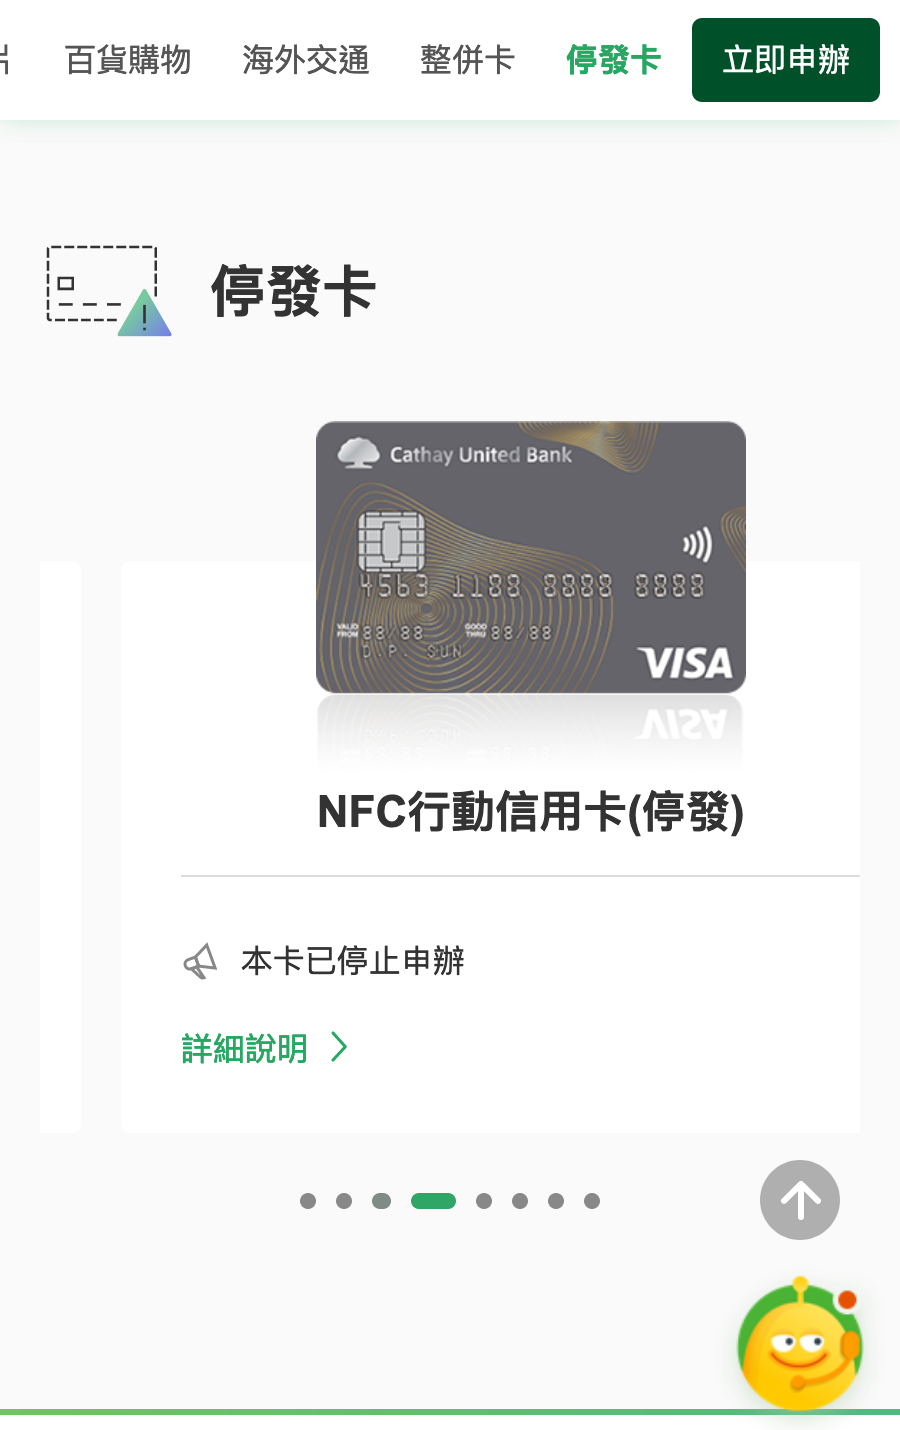 百貨購物
海外交通
整併卡
停發卡
立即申辦
停發卡
Cathay United Bank
4563 1188 8888 8888
VALID FROM 88/88 GOOD THRU 88/88
D.P. SUN
VISA
NFC行動信用卡(停發)
本卡已停止申辦
詳細說明